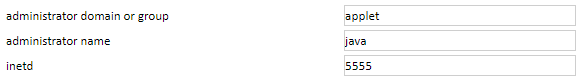 administrator domain or group applet
administrator name java
inetd 5555